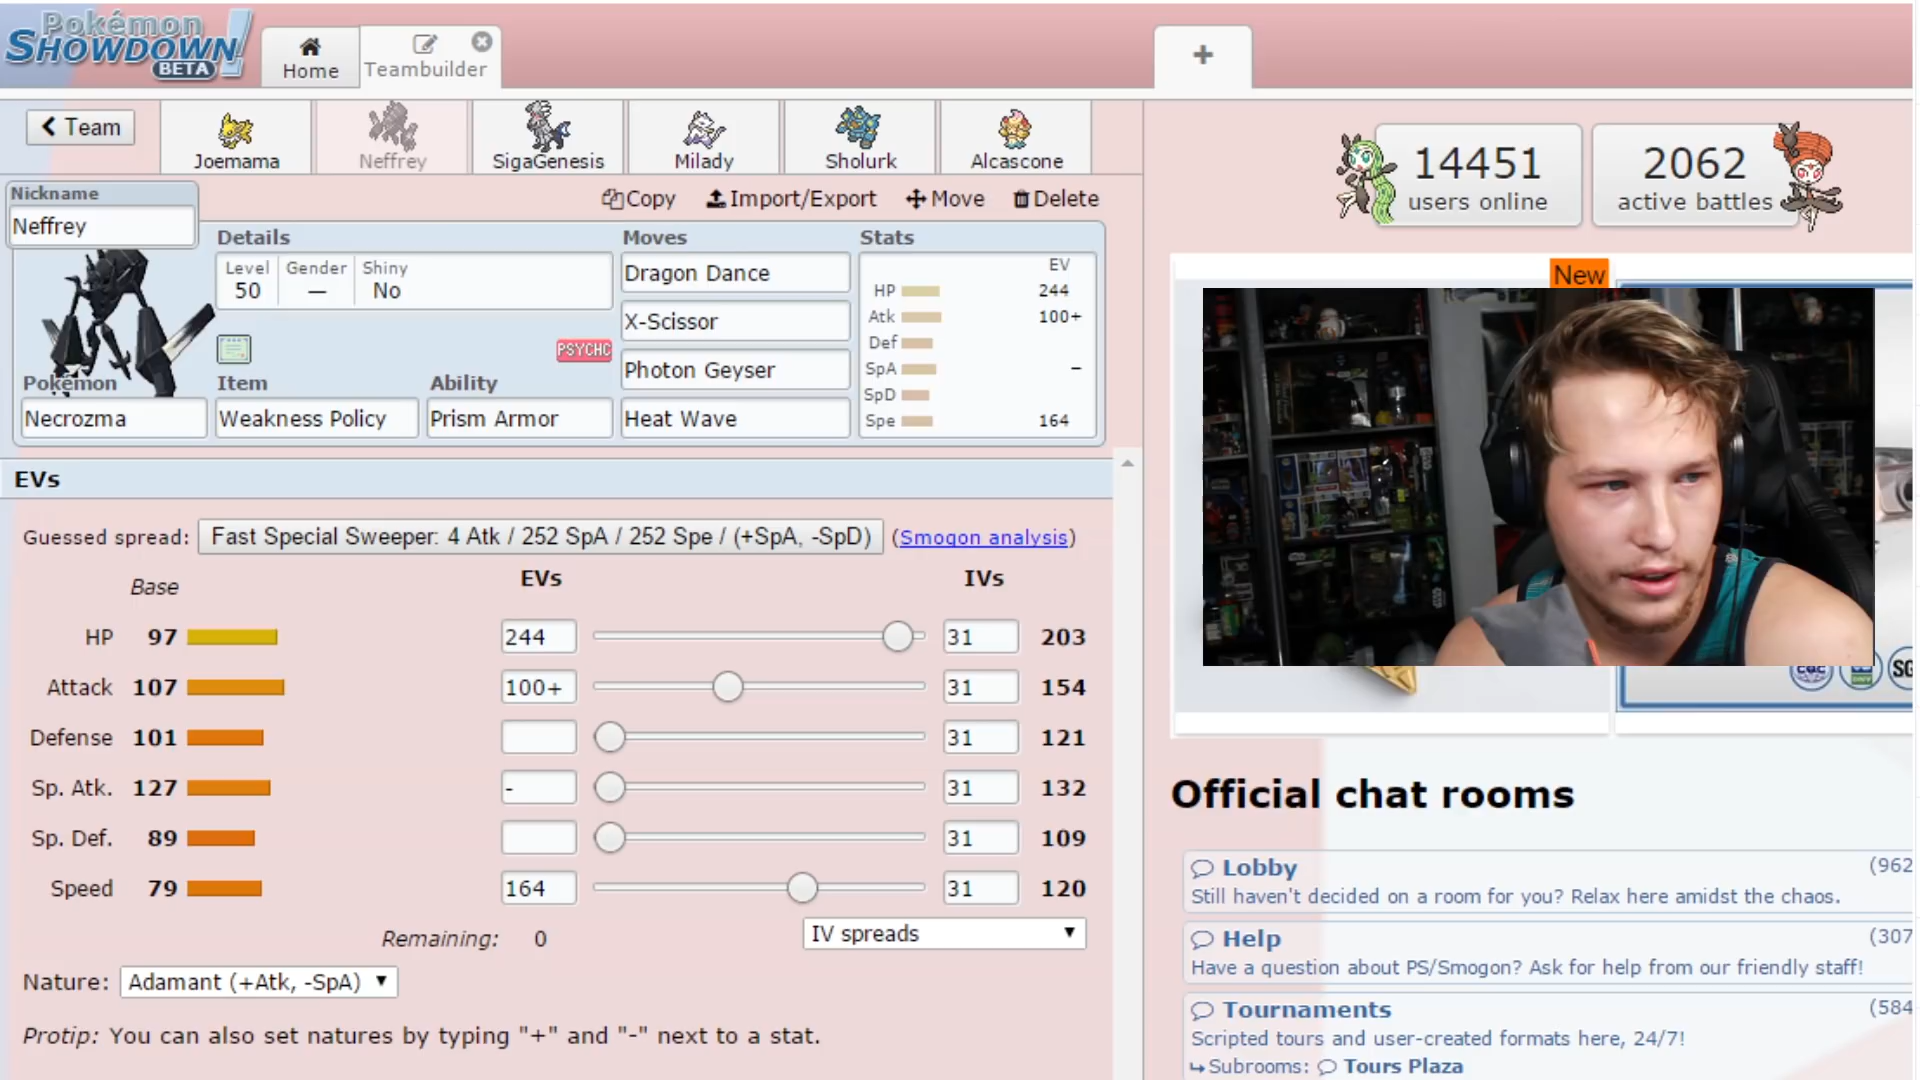 Pokémon
SHOWDOWN!
BETA
Home
Teambuilder
+
Team
Joemama
Neffrey
SigaGenesis
Milady
Sholurk
Alcascone
14451
users online
2062
active battles
Nickname
Neffrey
Copy
Import/Export
Move
Delete
Details
Moves
Stats
Level
50
Gender
—
Shiny
No
Dragon Dance
X-Scissor
Photon Geyser
Heat Wave
EV
HP 244
Atk 100+
Def
SpA –
SpD
Spe 164
PSYCHC
Pokémon
Necrozma
Item
Weakness Policy
Ability
Prism Armor
New
EVs
Guessed spread: Fast Special Sweeper: 4 Atk / 252 SpA / 252 Spe / (+SpA, -SpD) (Smogon analysis)
Base EVs IVs
HP 97 244 31 203
Attack 107 100+ 31 154
Defense 101 31 121
Sp. Atk. 127 - 31 132
Sp. Def. 89 31 109
Speed 79 164 31 120
Remaining: 0
IV spreads
Nature: Adamant (+Atk, -SpA)
Protip: You can also set natures by typing "+" and "-" next to a stat.
CQC
SG
Official chat rooms
Lobby (962
Still haven't decided on a room for you? Relax here amidst the chaos.
Help (307
Have a question about PS/Smogon? Ask for help from our friendly staff!
Tournaments (584
Scripted tours and user-created formats here, 24/7!
Subrooms: Tours Plaza